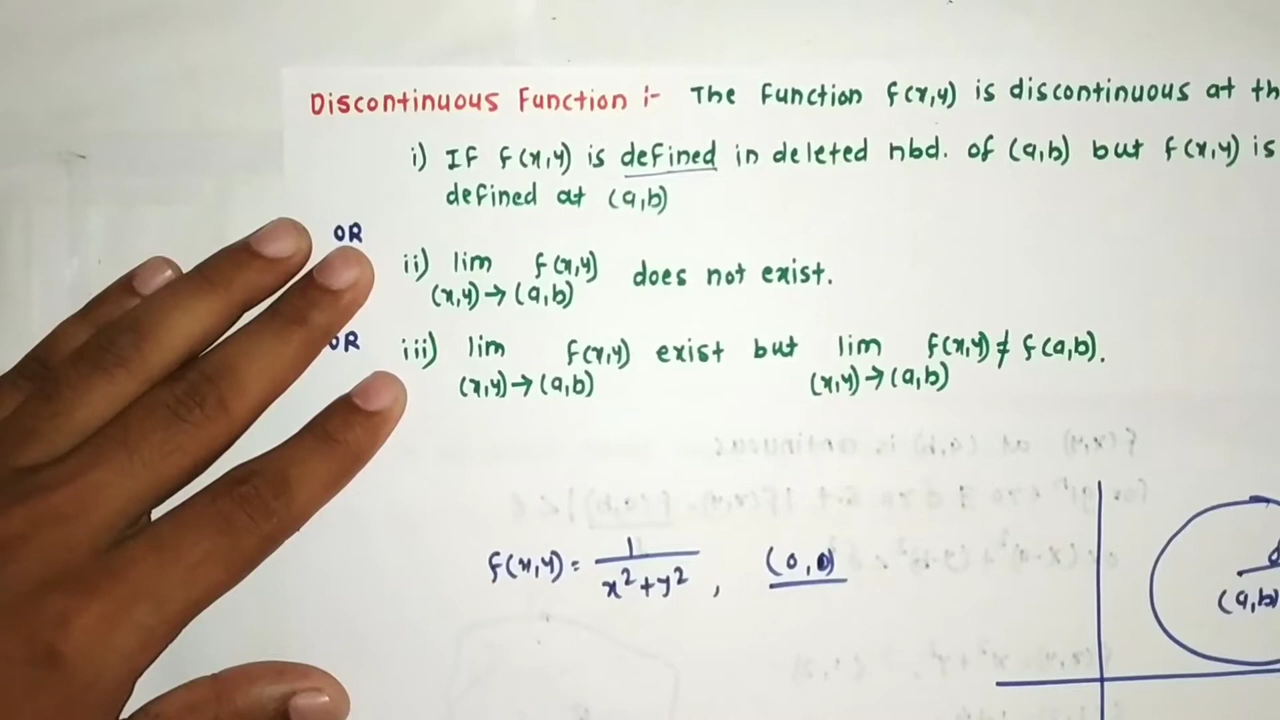 Discontinuous Function :- The Function f(x,y) is discontinuous at th
i) IF f(x,y) is defined in deleted nbd. of (a,b) but f(x,y) is
defined at (a,b)
OR
ii) lim f(x,y) does not exist.
(x,y)→(a,b)
OR
iii) lim f(x,y) exist but lim f(x,y) ≠ f(a,b).
(x,y)→(a,b) (x,y)→(a,b)
f(x,y) = 1/(x²+y²) , (0,0)
(a,b)